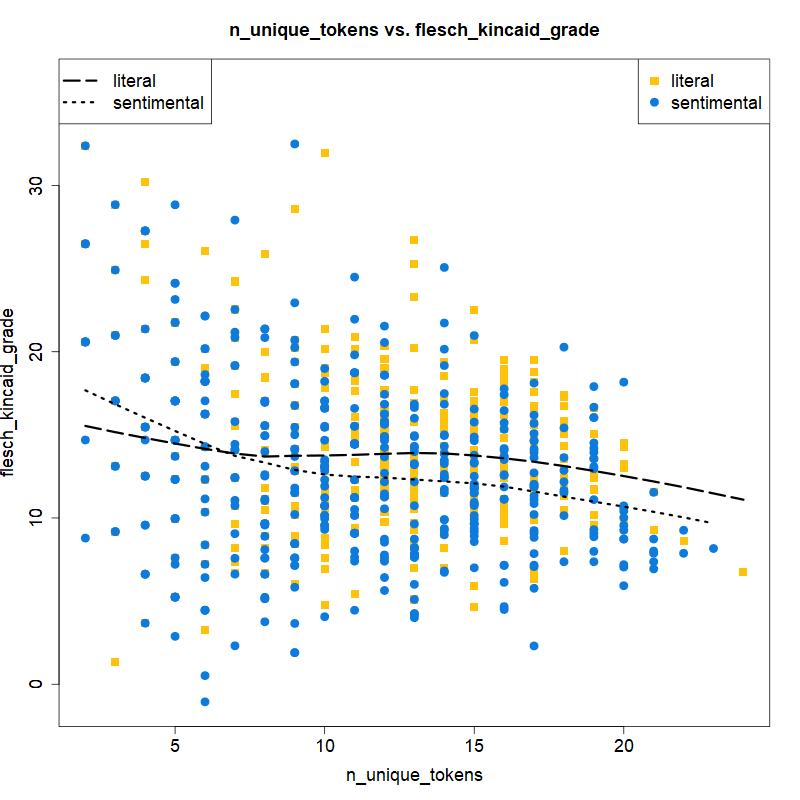 n_unique_tokens vs. flesch_kincaid_grade
literal
sentimental
literal
sentimental
flesch_kincaid_grade
30
20
10
0
5
10
15
20
n_unique_tokens